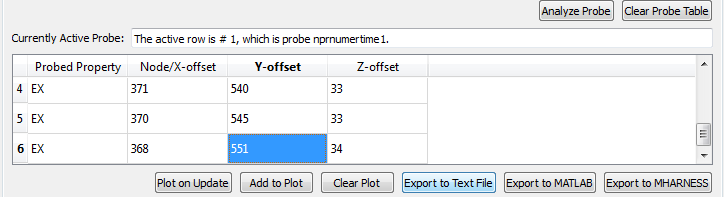 Analyze Probe Clear Probe Table
Currently Active Probe: The active row is # 1, which is probe nprnumertime1.
Probed Property Node/X-offset Y-offset Z-offset
4 EX 371 540 33
5 EX 370 545 33
6 EX 368 551 34
Plot on Update Add to Plot Clear Plot Export to Text File Export to MATLAB Export to MHARNESS